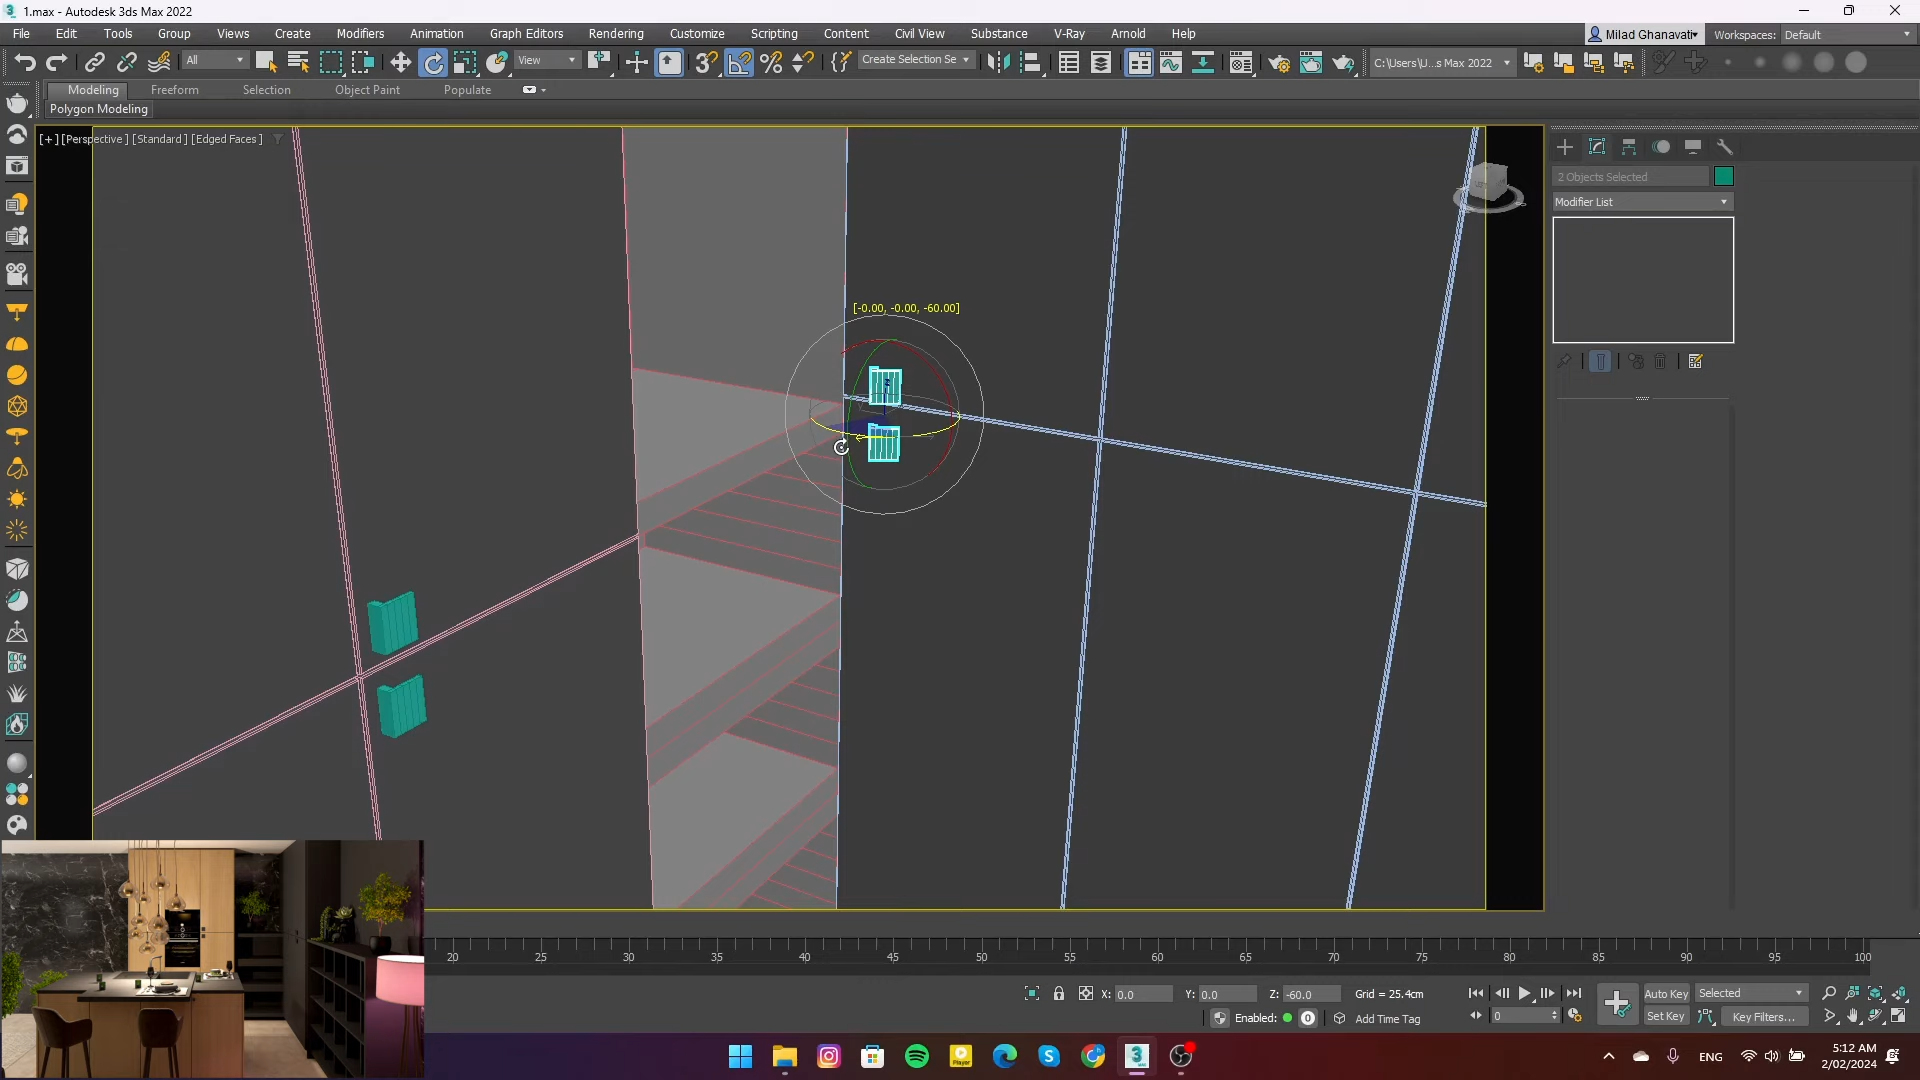 1.max - Autodesk 3ds Max 2022
File Edit Tools Group Views Create Modifiers Animation Graph Editors Rendering Customize Scripting Content Civil View Substance V-Ray Arnold Help
Milad Ghanavati Workspaces: Default
All View Create Selection Se C:\Users\U...s Max 2022
Modeling Freeform Selection Object Paint Populate
Polygon Modeling
[+] [Perspective] [Standard] [Edged Faces]
2 Objects Selected
Modifier List
[-0.00, -0.00, -60.00]
20 25 30 35 40 45 50 55 60 65 70 75 80 85 90 95 100
X: 0.0 Y: 0.0 Z: -60.0 Grid = 25.4cm
Auto Key Selected
Enabled: 0 Add Time Tag
0
Set Key Key Filters...
Player
ENG
5:12 AM
2/02/2024